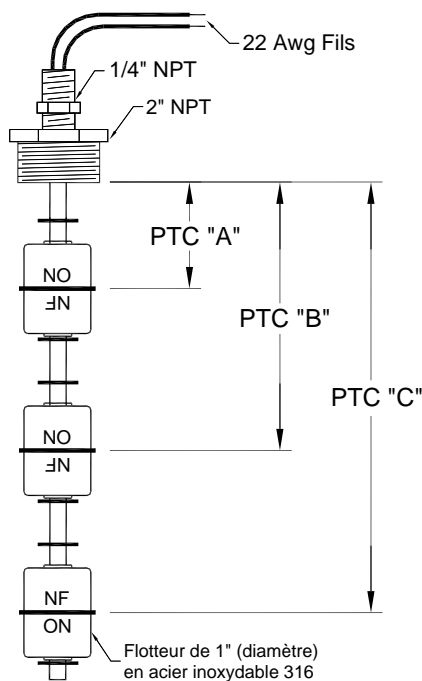 22 Awg Fils
1/4" NPT
2" NPT
PTC "A"
NO
NF
PTC "B"
PTC "C"
NO
NF
NF
NO
Flotteur de 1" (diamètre)
en acier inoxydable 316